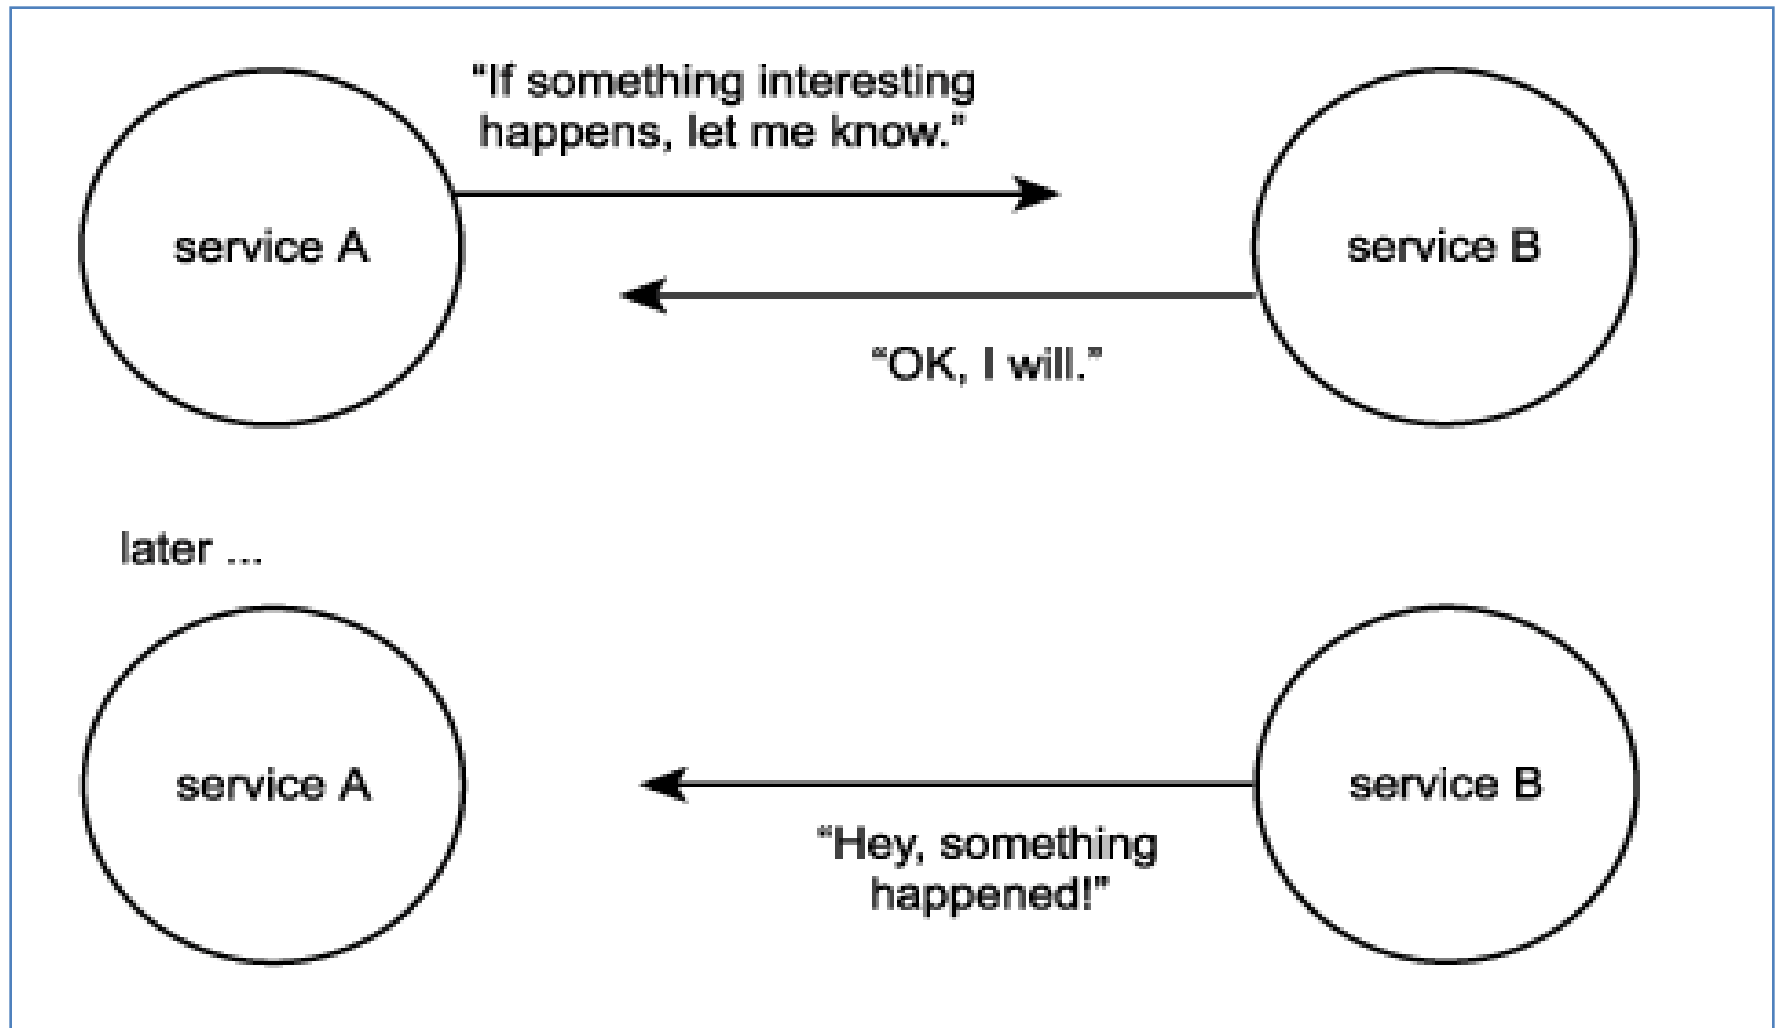 “If something interesting
happens, let me know.”
service A
service B
“OK, I will.”
later ...
service A
service B
“Hey, something
happened!”